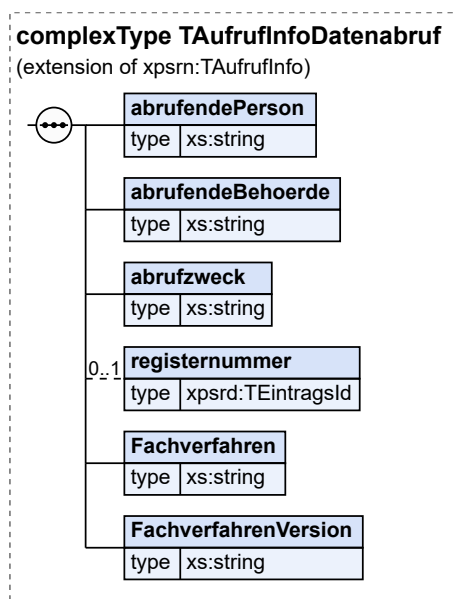 complexType TAufrufInfoDatenabruf
(extension of xpsrn:TAufrufInfo)
abrufendePerson
type xs:string
abrufendeBehoerde
type xs:string
abrufzweck
type xs:string
0..1 registernummer
type xpsrd:TEintragsId
Fachverfahren
type xs:string
FachverfahrenVersion
type xs:string